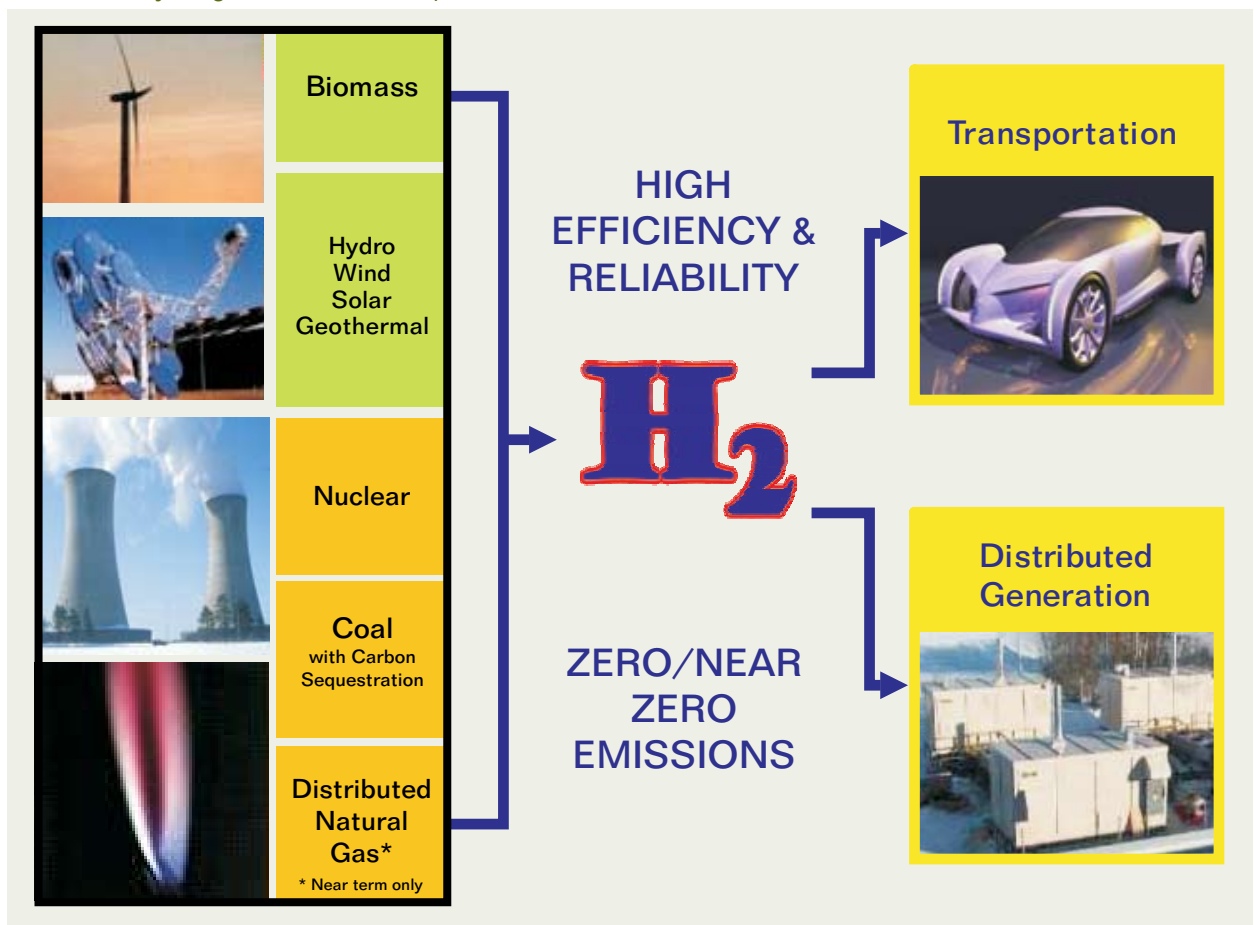 Biomass
Hydro
Wind
Solar
Geothermal
Nuclear
Coal
with Carbon
Sequestration
Distributed
Natural
Gas*
* Near term only
HIGH
EFFICIENCY &
RELIABILITY
H2
ZERO/NEAR
ZERO
EMISSIONS
Transportation
Distributed
Generation